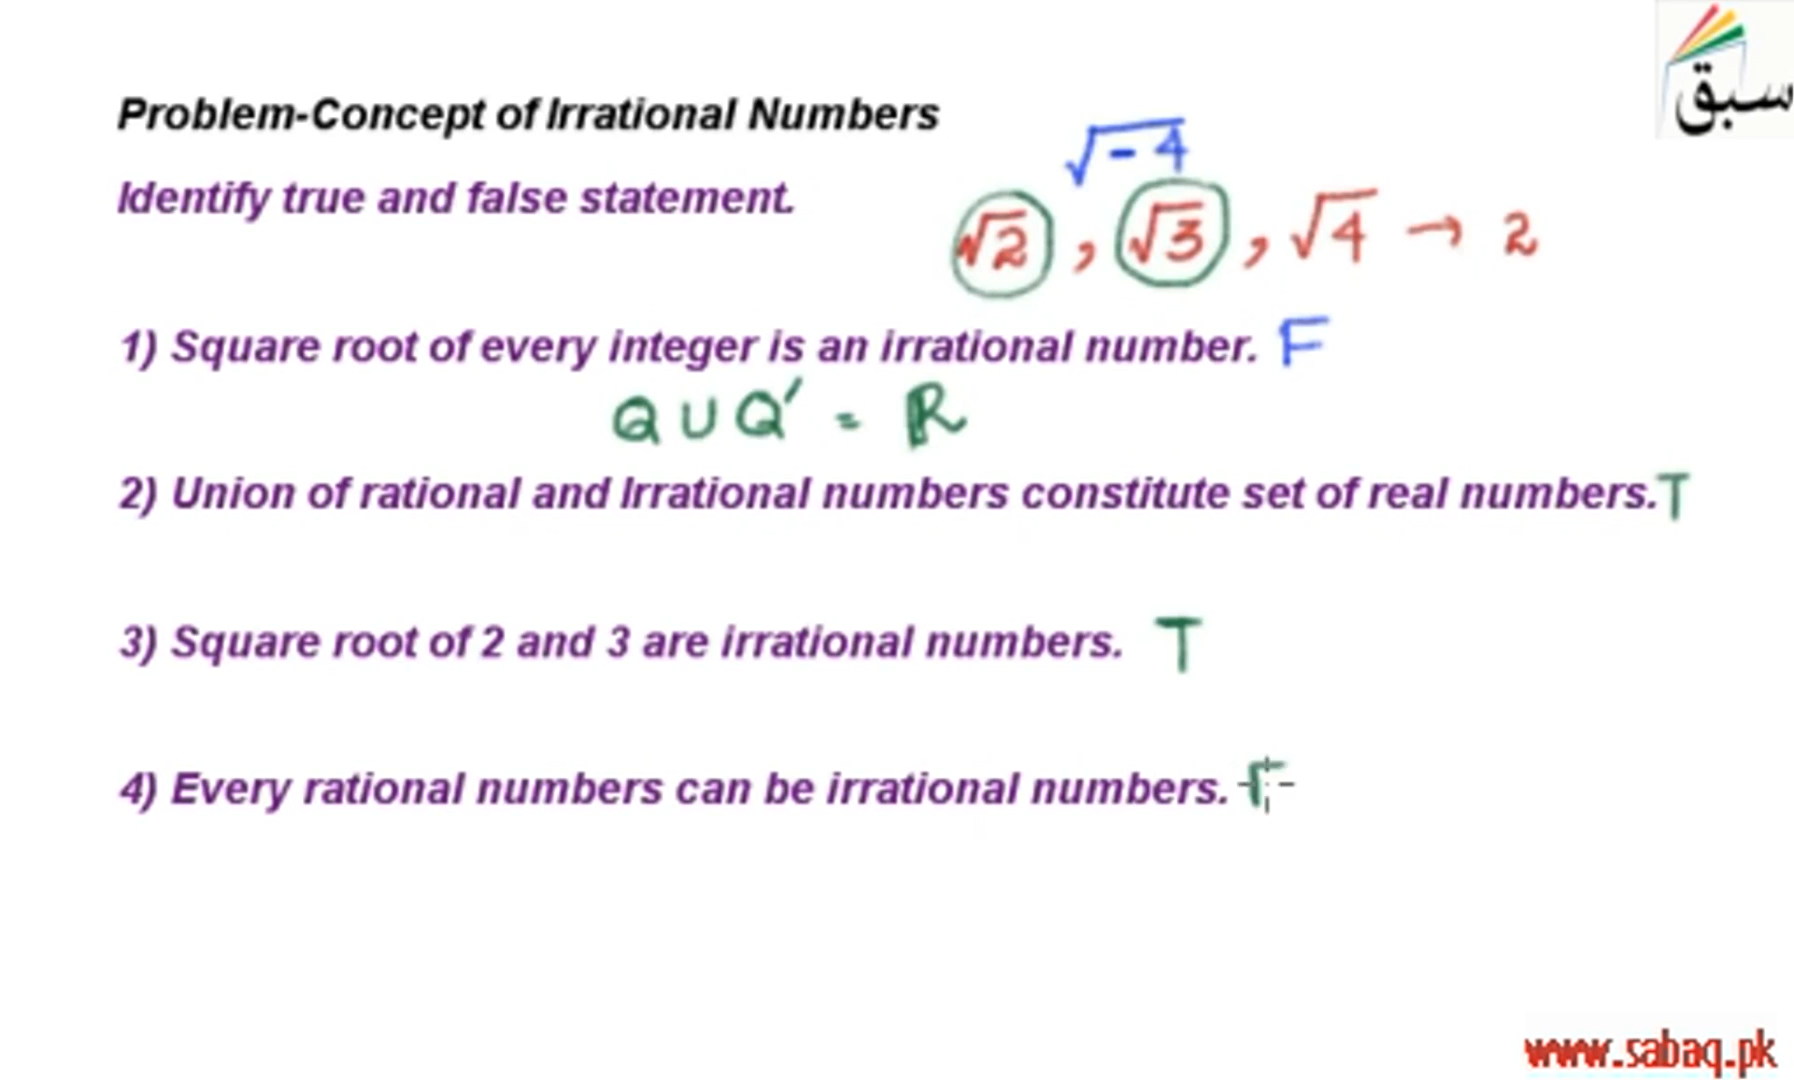 سبق
Problem-Concept of Irrational Numbers
√-4
Identify true and false statement.
√2 , √3 , √4 → 2
1) Square root of every integer is an irrational number. F
Q U Q' = R
2) Union of rational and Irrational numbers constitute set of real numbers. T
3) Square root of 2 and 3 are irrational numbers. T
4) Every rational numbers can be irrational numbers. F
www.sabaq.pk